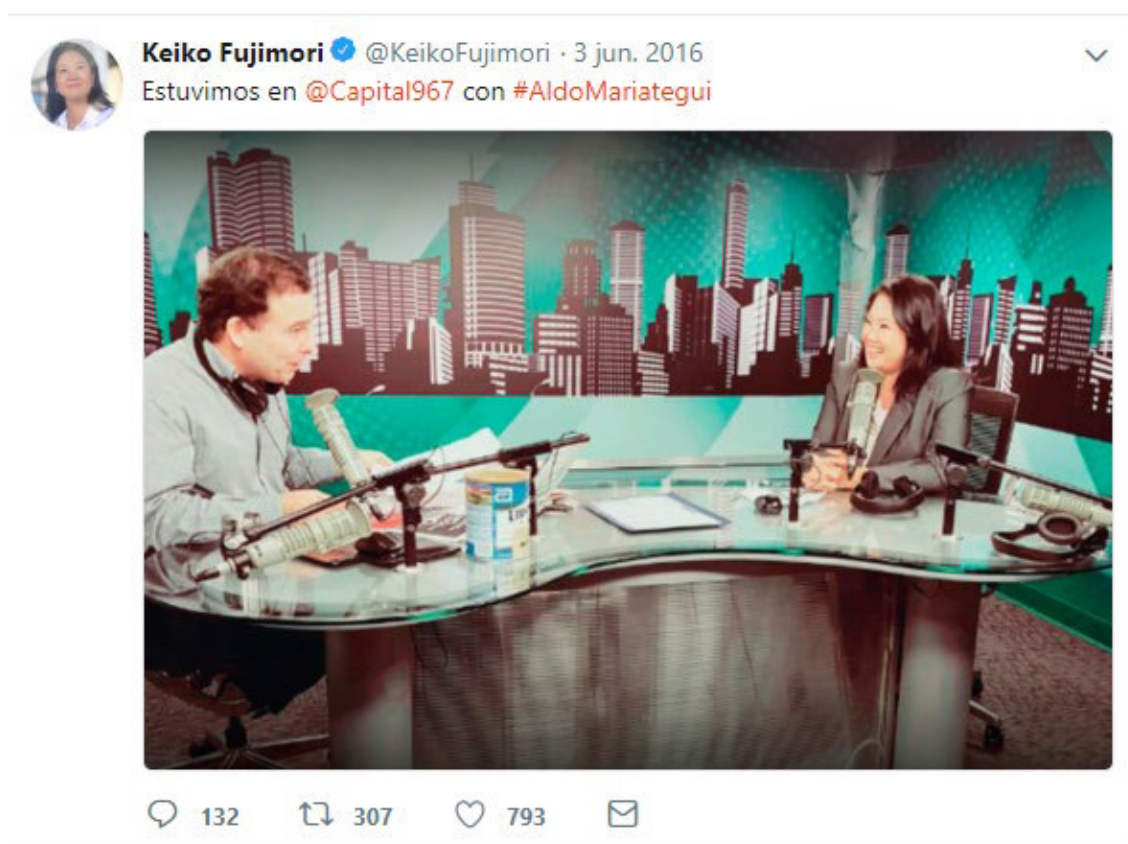 Keiko Fujimori @KeikoFujimori · 3 jun. 2016
Estuvimos en @Capital967 con #AldoMariategui
132 307 793